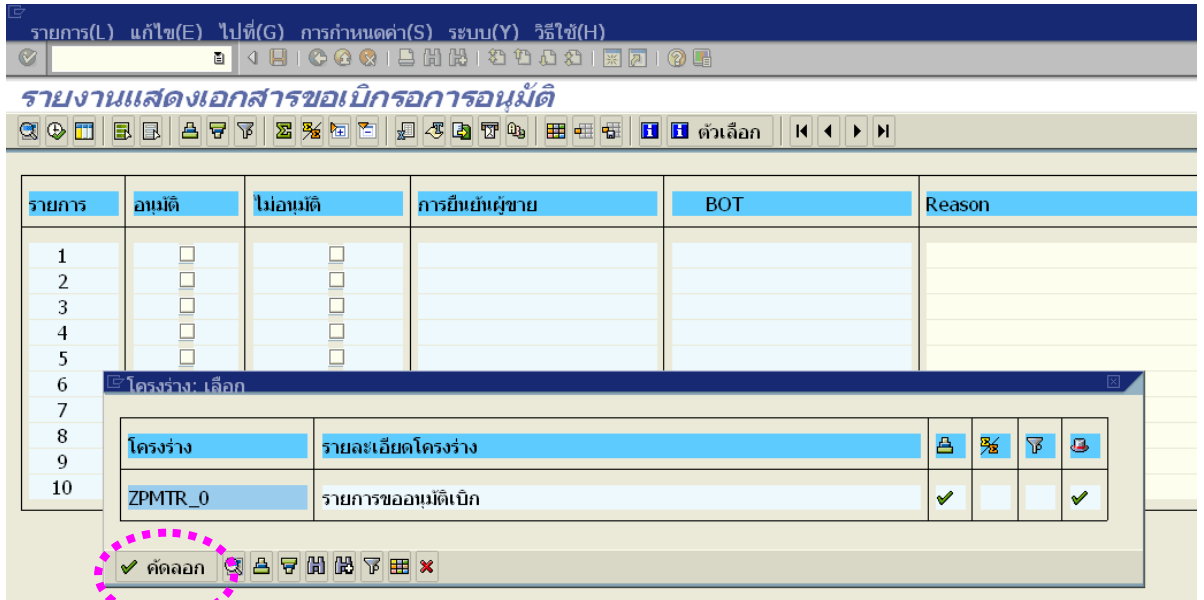 รายการ(L) แก้ไข(E) ไปที่(G) การกำหนดค่า(S) ระบบ(Y) วิธีใช้(H)
รายงานแสดงเอกสารขอเบิกรอการอนุมัติ
ตัวเลือก
รายการ อนุมัติ ไม่อนุมัติ การยืนยันผู้ขาย BOT Reason
1
2
3
4
5
6
7
8
9
10
โครงร่าง: เลือก
โครงร่าง รายละเอียดโครงร่าง
ZPMTR_0 รายการขออนุมัติเบิก
คัดลอก